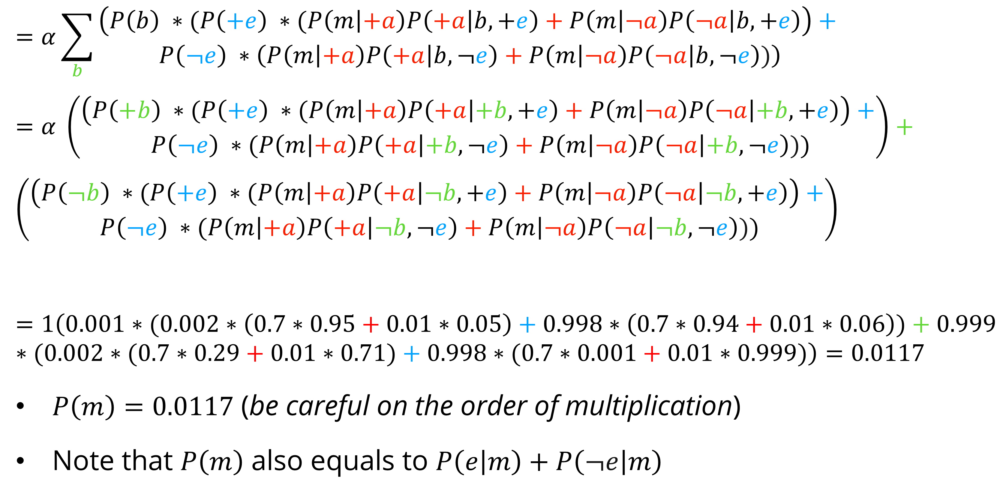 = α ∑ (P(b) ∗ (P(+e) ∗ (P(m|+a)P(+a|b, +e) + P(m|¬a)P(¬a|b, +e)) +
P(¬e) ∗ (P(m|+a)P(+a|b, ¬e) + P(m|¬a)P(¬a|b, ¬e)))
b
= α ((P(+b) ∗ (P(+e) ∗ (P(m|+a)P(+a|+b, +e) + P(m|¬a)P(¬a|+b, +e)) +) +
P(¬e) ∗ (P(m|+a)P(+a|+b, ¬e) + P(m|¬a)P(¬a|+b, ¬e)))
((P(¬b) ∗ (P(+e) ∗ (P(m|+a)P(+a|¬b, +e) + P(m|¬a)P(¬a|¬b, +e)) +)
P(¬e) ∗ (P(m|+a)P(+a|¬b, ¬e) + P(m|¬a)P(¬a|¬b, ¬e)))
= 1(0.001 ∗ (0.002 ∗ (0.7 ∗ 0.95 + 0.01 ∗ 0.05) + 0.998 ∗ (0.7 ∗ 0.94 + 0.01 ∗ 0.06)) + 0.999
∗ (0.002 ∗ (0.7 ∗ 0.29 + 0.01 ∗ 0.71) + 0.998 ∗ (0.7 ∗ 0.001 + 0.01 ∗ 0.999)) = 0.0117
• P(m) = 0.0117 (be careful on the order of multiplication)
• Note that P(m) also equals to P(e|m) + P(¬e|m)